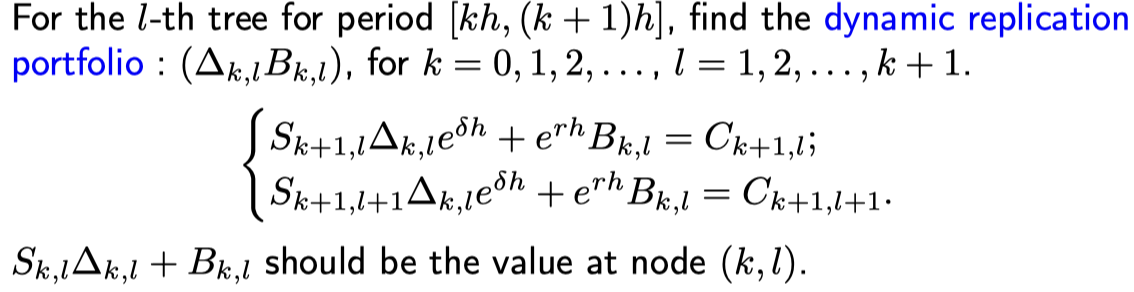 For the l-th tree for period [kh, (k + 1)h], find the dynamic replication
portfolio : (Δ_{k,l}B_{k,l}), for k = 0, 1, 2, . . . , l = 1, 2, . . . , k + 1.
S_{k+1,l}Δ_{k,l}e^{δh} + e^{rh}B_{k,l} = C_{k+1,l};
S_{k+1,l+1}Δ_{k,l}e^{δh} + e^{rh}B_{k,l} = C_{k+1,l+1}.
S_{k,l}Δ_{k,l} + B_{k,l} should be the value at node (k, l).